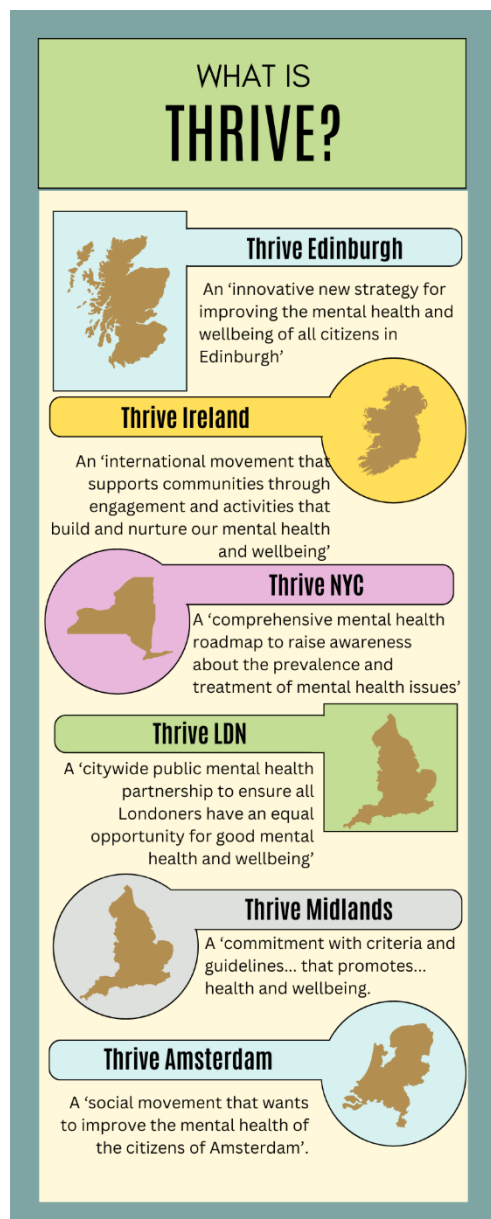 WHAT IS
THRIVE?
Thrive Edinburgh
An ‘innovative new strategy for
improving the mental health and
wellbeing of all citizens in
Edinburgh’
Thrive Ireland
An ‘international movement that
supports communities through
engagement and activities that
build and nurture our mental health
and wellbeing’
Thrive NYC
A ‘comprehensive mental health
roadmap to raise awareness
about the prevalence and
treatment of mental health issues’
Thrive LDN
A ‘citywide public mental health
partnership to ensure all
Londoners have an equal
opportunity for good mental
health and wellbeing’
Thrive Midlands
A ‘commitment with criteria and
guidelines... that promotes...
health and wellbeing.
Thrive Amsterdam
A ‘social movement that wants
to improve the mental health of
the citizens of Amsterdam’.